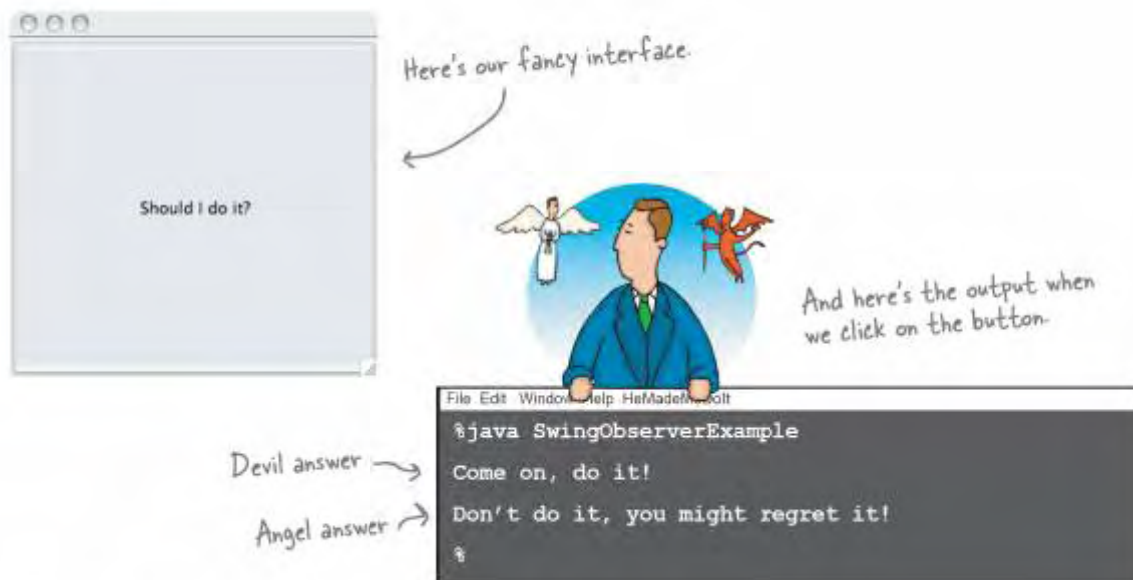 Here's our fancy interface.
Should I do it?
And here's the output when
we click on the button.
File Edit Window Help HeMadeMeDoIt
%java SwingObserverExample
Devil answer
Come on, do it!
Angel answer
Don't do it, you might regret it!
%